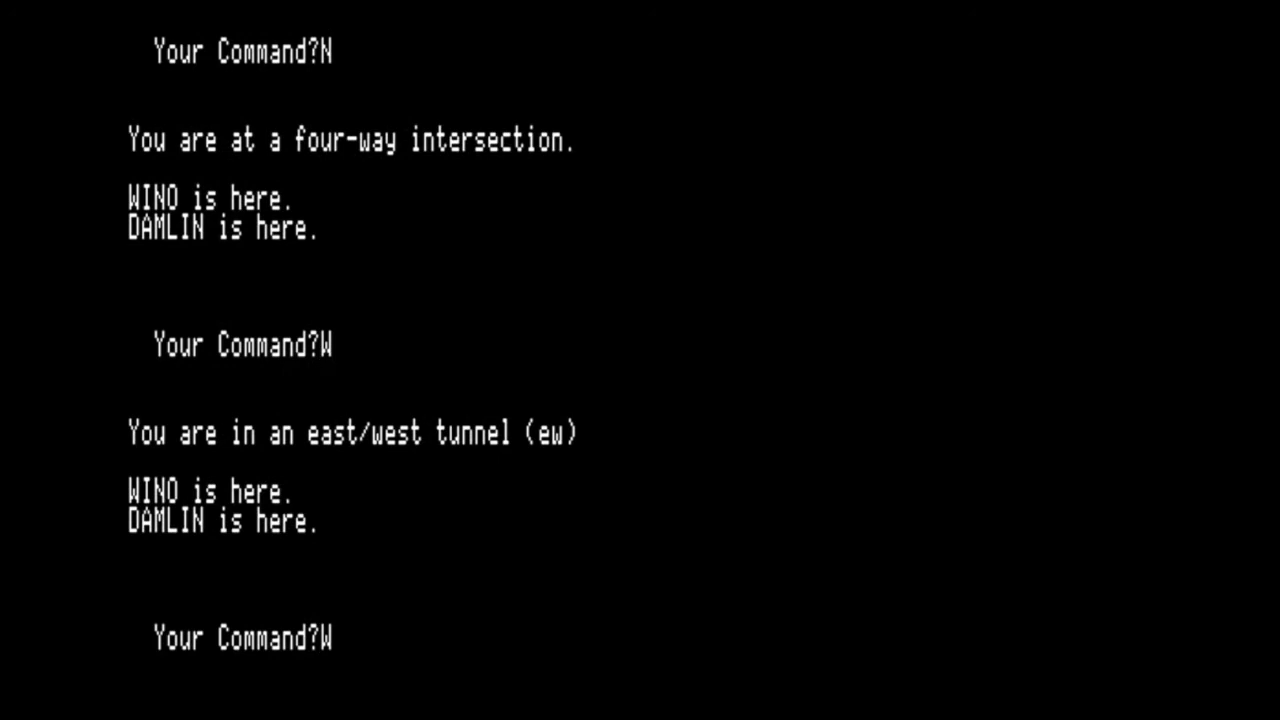 Your Command?N
You are at a four-way intersection.
WINO is here.
DAMLIN is here.
Your Command?W
You are in an east/west tunnel (ew)
WINO is here.
DAMLIN is here.
Your Command?W